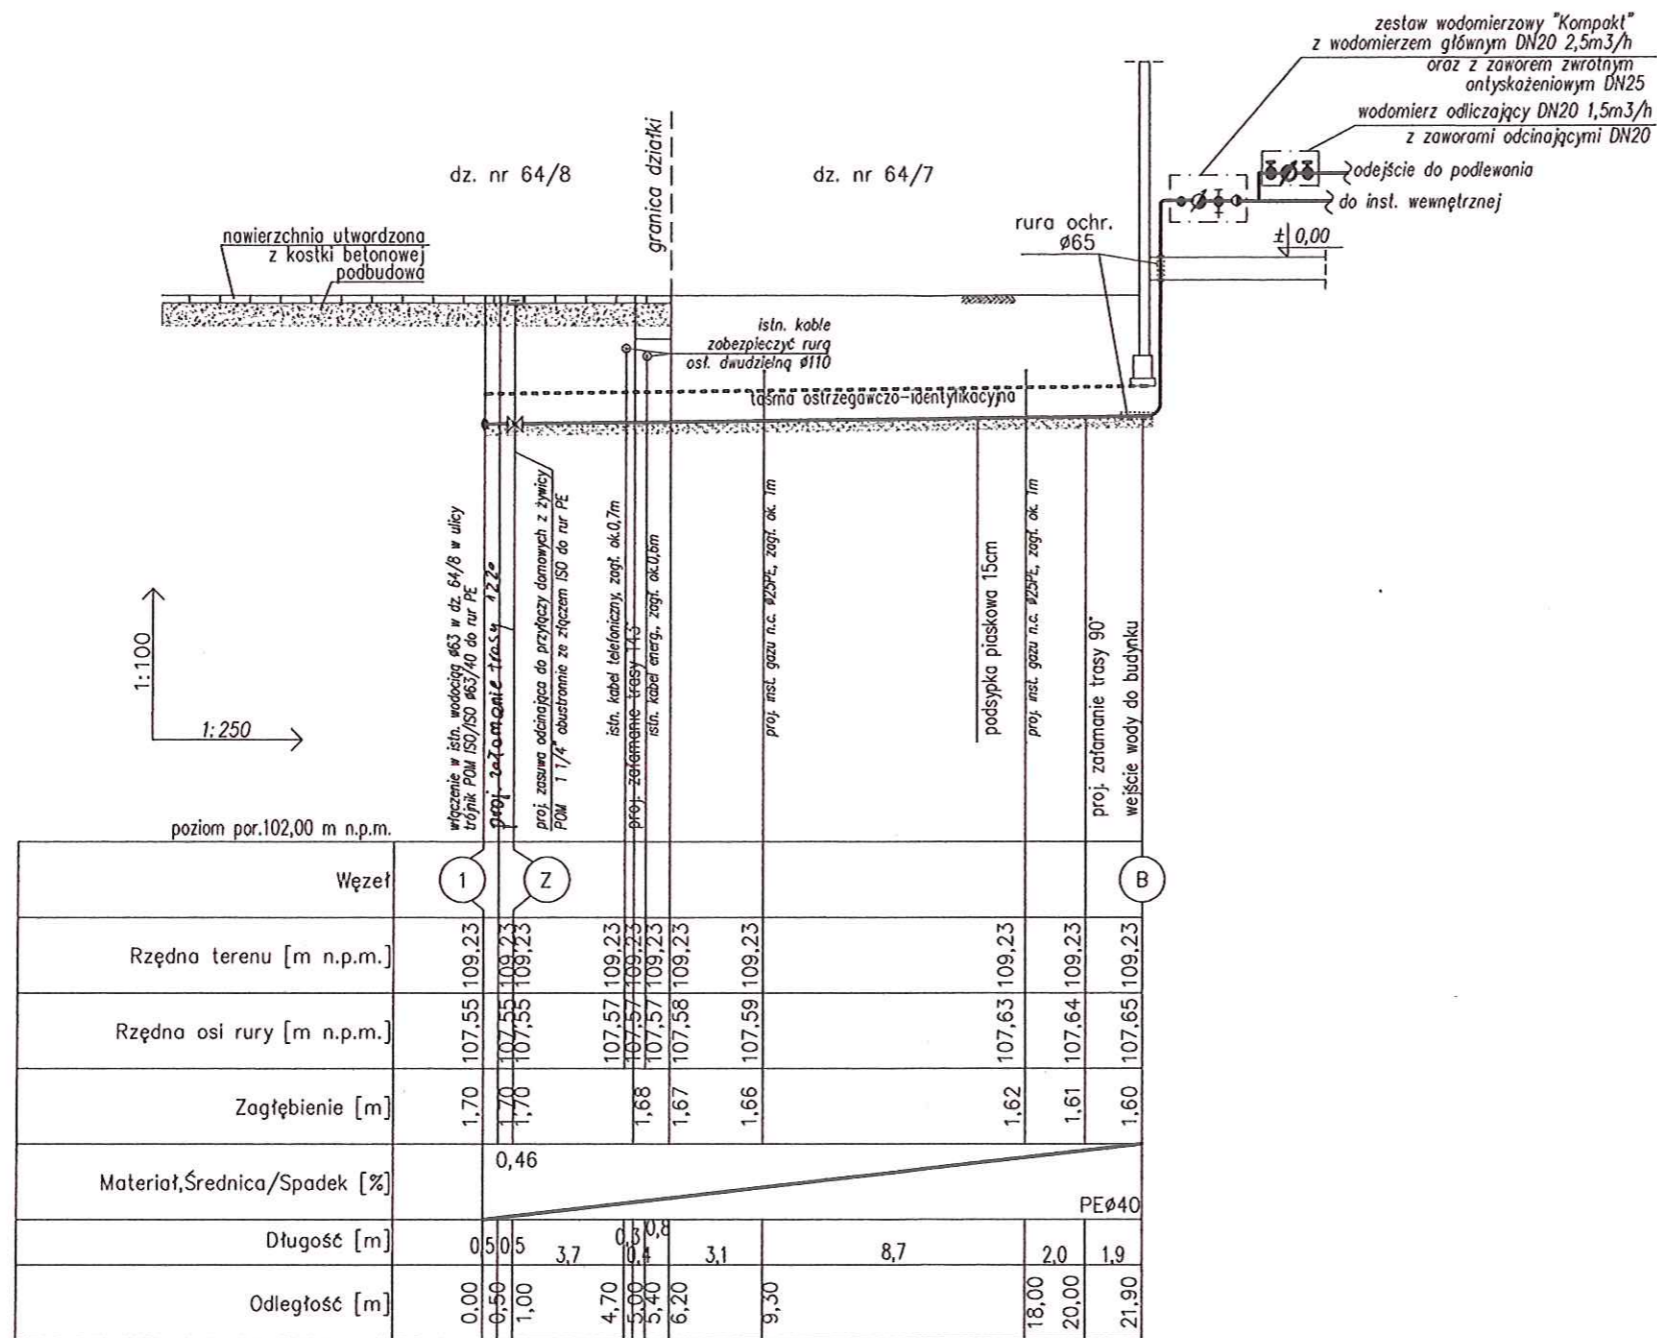 zestaw wodomierzowy "Kompakt"
z wodomierzem głównym DN20 2,5m3/h
oraz z zaworem zwrotnym
antyskażeniowym DN25
wodomierz odliczający DN20 1,5m3/h
z zaworami odcinającymi DN20
odejście do podlewania
do inst. wewnętrznej
dz. nr 64/8
granica działki
dz. nr 64/7
rura ochr.
ø65
± 0,00
nawierzchnia utwordzona
z kostki betonowej
podbudowa
istn. kable
zabezpieczyć rurą
osł. dwudzielną ø110
taśma ostrzegawczo-identyfikacyjna
1:100
1:250
włączenie w istn. wodociąg ø63 w dz. 64/8 w ulicy
trójnik POM ISO/ISO ø63/40 do rur PE
proj. załamanie trasy 122°
proj. zasuwa odcinająca do przyłączy domowych z żywicy
POM 1 1/4" obustronnie ze złączem ISO do rur PE
istn. kabel telefoniczny, zagł. ok.0,7m
proj. załamanie trasy 143°
istn. kabel energ., zagł. ok.0,6m
proj. inst. gazu n.c. ø25PE, zagł. ok. 1m
podsypka piaskowa 15cm
proj. inst. gazu n.c. ø25PE, zagł. ok. 1m
proj. załamanie trasy 90°
wejście wody do budynku
poziom por.102,00 m n.p.m.
Węzeł 1 Z B
Rzędna terenu [m n.p.m.] 109,23 109,23 109,23 109,23 109,23 109,23 109,23 109,23 109,23 109,23 109,23
Rzędna osi rury [m n.p.m.] 107.55 107,55 107,55 107.57 107,57 107,57 107,58 107.59 107,63 107.64 107.65
Zagłębienie [m] 1.70 1,70 1,70 1,68 1,67 1.66 1.62 1,61 1.60
Materiał,Średnica/Spadek [%] 0,46 PEø40
Długość [m] 0,5 0,5 3,7 0,3 0,4 0,8 3,1 8,7 2,0 1,9
Odległość [m] 0,00 0,50 1,00 4,70 5,00 5,40 6,20 9,30 18,00 20,00 21,90